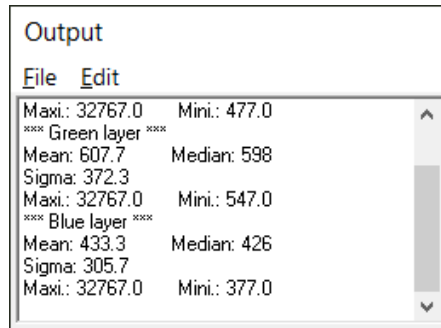 Output
File Edit
Maxi.: 32767.0 Mini.: 477.0
*** Green layer ***
Mean: 607.7 Median: 598
Sigma: 372.3
Maxi.: 32767.0 Mini.: 547.0
*** Blue layer ***
Mean: 433.3 Median: 426
Sigma: 305.7
Maxi.: 32767.0 Mini.: 377.0